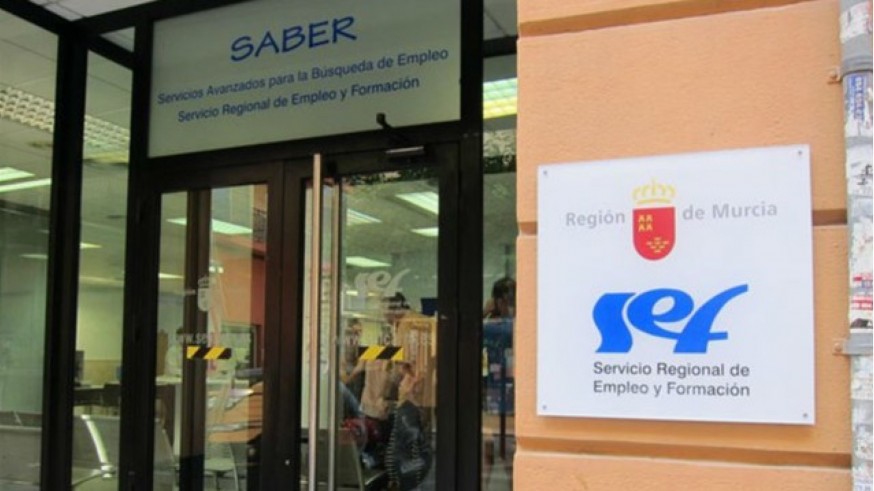 SABER
Servicios Avanzados para la Búsqueda de Empleo
Servicio Regional de Empleo y Formación
Región de Murcia
sef
Servicio Regional de
Empleo y Formación